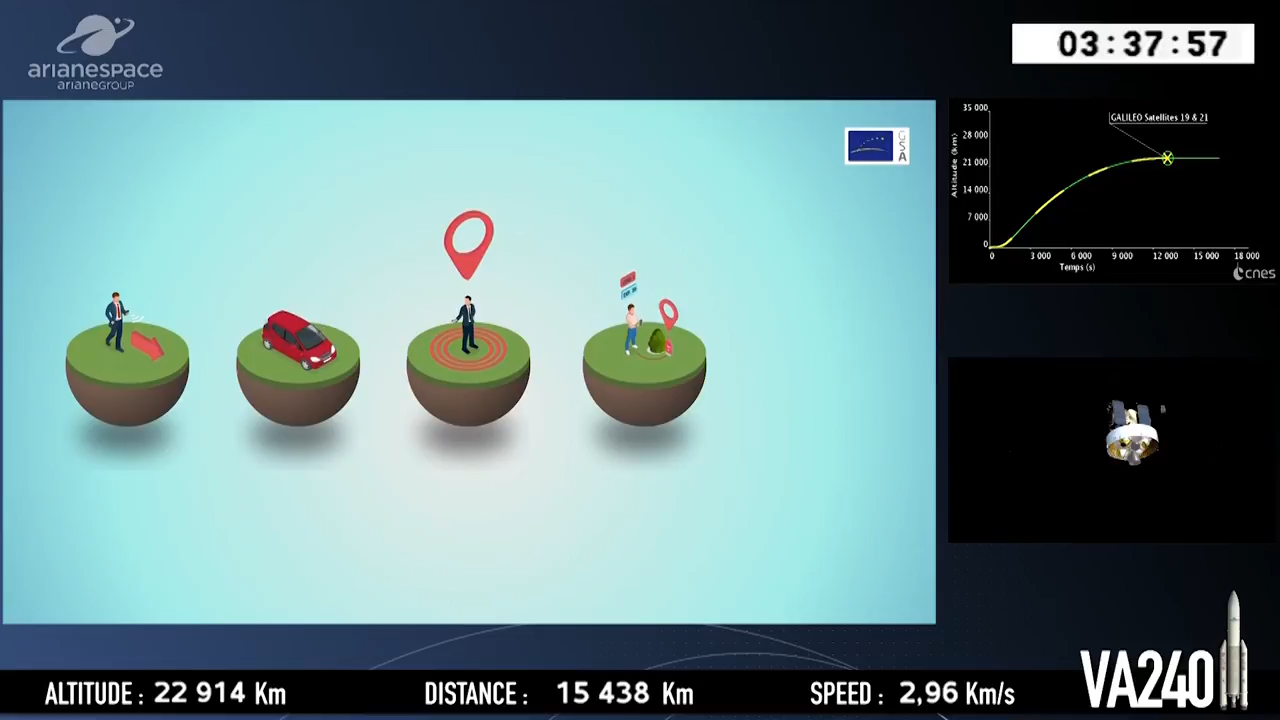 arianespace
arianeGROUP
03:37:57
GSA
35 000
28 000
21 000
14 000
7 000
0
Altitude (km)
GALILEO Satellites 19 & 21
0 3 000 6 000 9 000 12 000 15 000 18 000
Temps (s)
cnes
ALTITUDE : 22 914 Km
DISTANCE : 15 438 Km
SPEED : 2,96 Km/s
VA240